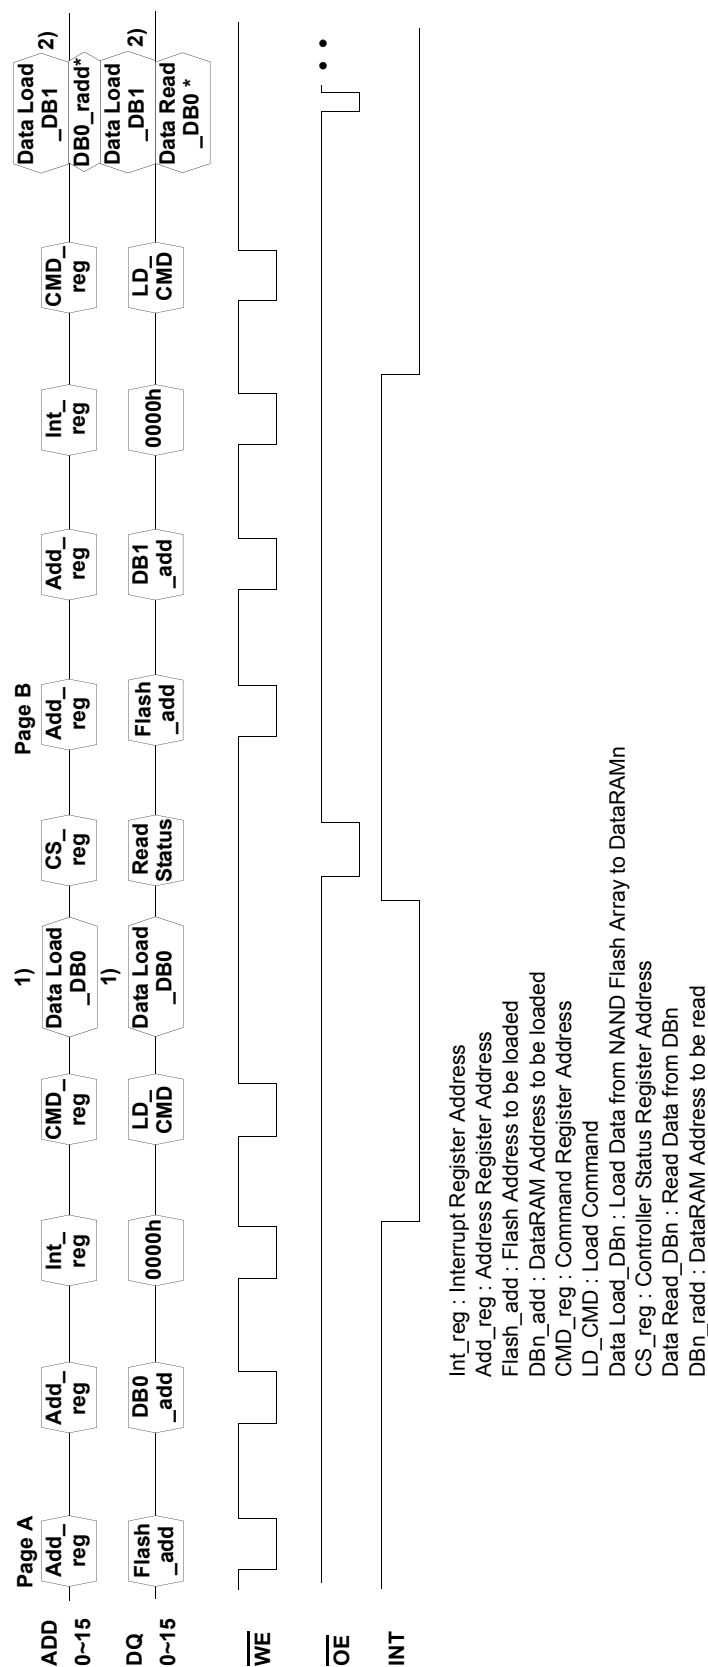 Page A
Page B
1)
2)
ADD
0~15
Add_
reg
Add_
reg
Int_
reg
CMD_
reg
Data Load
_DB0
CS_
reg
Add_
reg
Add_
reg
Int_
reg
CMD_
reg
Data Load
_DB1
DB0_radd*
1)
2)
DQ
0~15
Flash
_add
DB0
_add
0000h
LD_
CMD
Data Load
_DB0
Read
Status
Flash
_add
DB1
_add
0000h
LD_
CMD
Data Load
_DB1
Data Read
_DB0 *
WE
OE
INT
Int_reg : Interrupt Register Address
Add_reg : Address Register Address
Flash_add : Flash Address to be loaded
DBn_add : DataRAM Address to be loaded
CMD_reg : Command Register Address
LD_CMD : Load Command
Data Load_DBn : Load Data from NAND Flash Array to DataRAMn
CS_reg : Controller Status Register Address
Data Read_DBn : Read Data from DBn
DBn_radd : DataRAM Address to be read